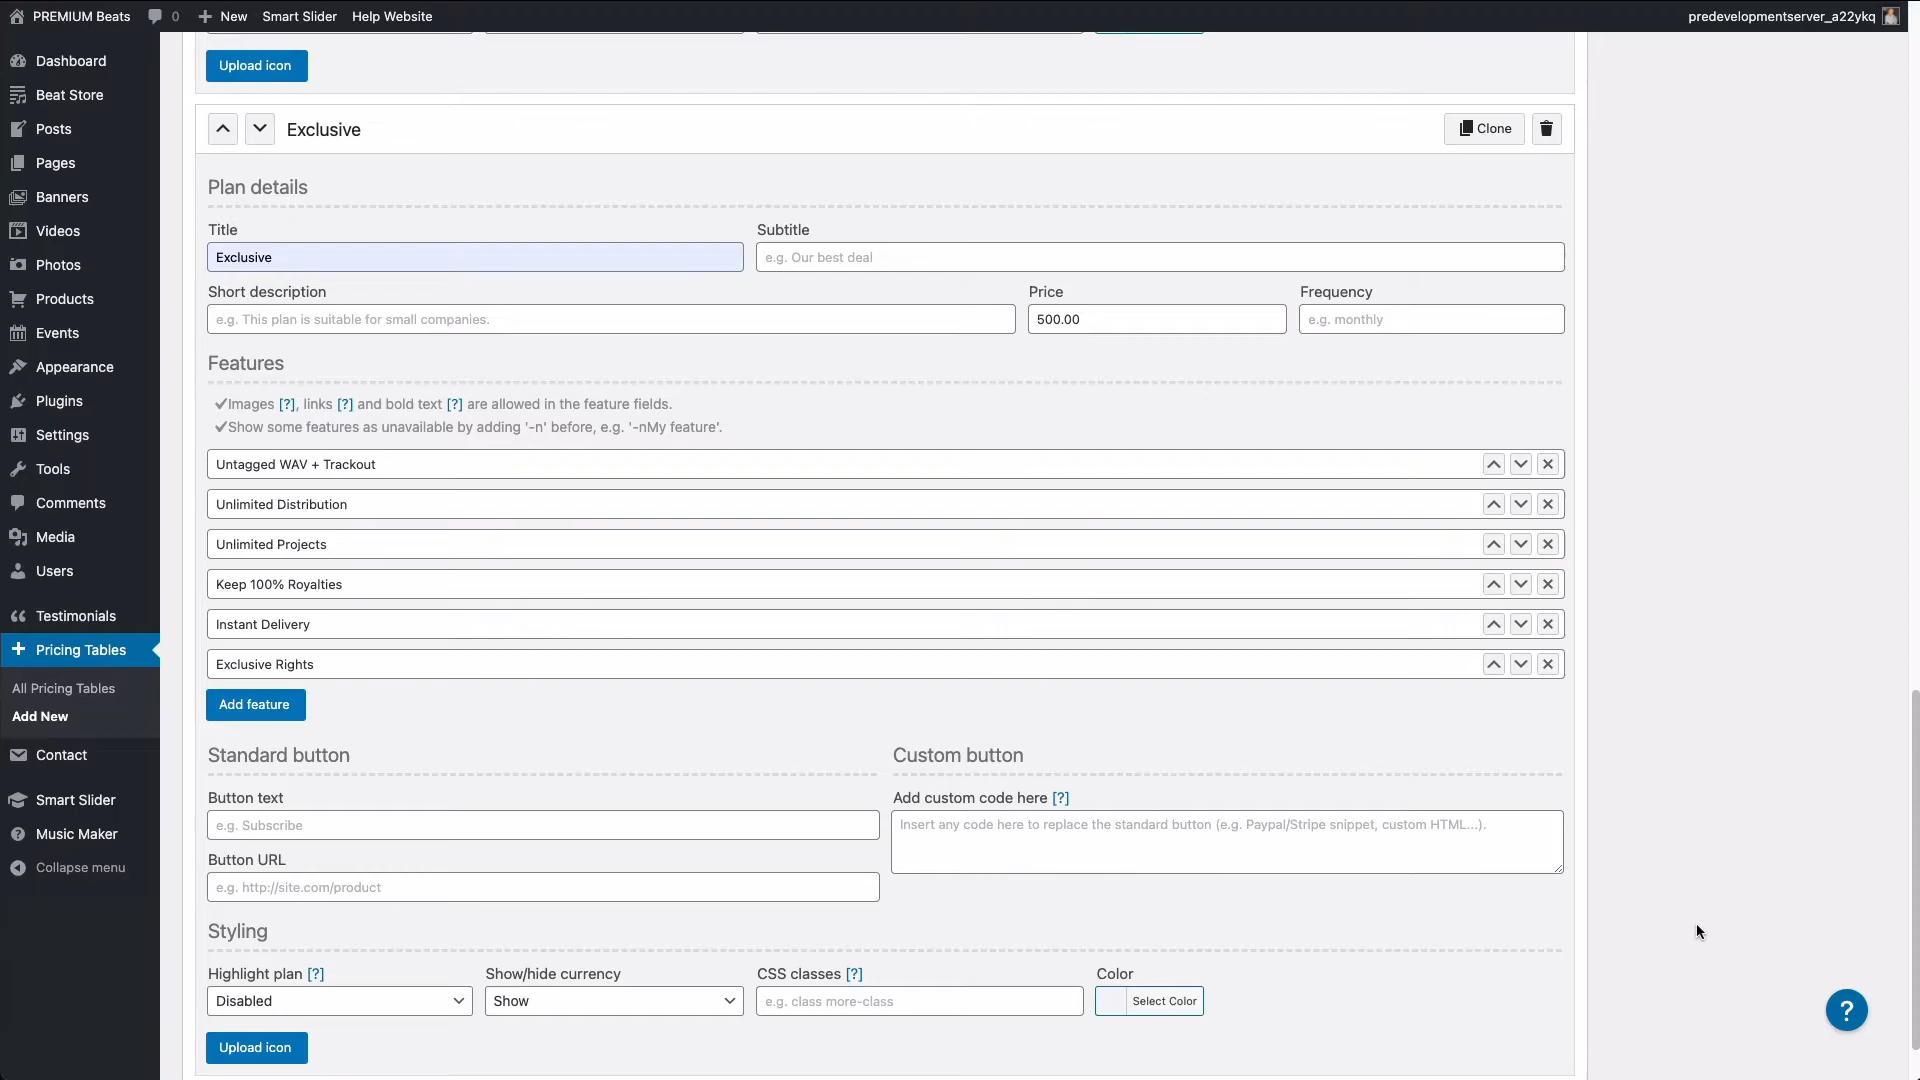 PREMIUM Beats 0 New Smart Slider Help Website predevelopmentserver_a22ykq
Dashboard
Beat Store
Posts
Pages
Banners
Videos
Photos
Products
Events
Appearance
Plugins
Settings
Tools
Comments
Media
Users
Testimonials
Pricing Tables
All Pricing Tables
Add New
Contact
Smart Slider
Music Maker
Collapse menu
Upload icon
Exclusive Clone
Plan details
Title Subtitle
Exclusive e.g. Our best deal
Short description Price Frequency
e.g. This plan is suitable for small companies. 500.00 e.g. monthly
Features
✔Images [?], links [?] and bold text [?] are allowed in the feature fields.
✔Show some features as unavailable by adding '-n' before, e.g. '-nMy feature'.
Untagged WAV + Trackout
Unlimited Distribution
Unlimited Projects
Keep 100% Royalties
Instant Delivery
Exclusive Rights
Add feature
Standard button Custom button
Button text Add custom code here [?]
e.g. Subscribe Insert any code here to replace the standard button (e.g. Paypal/Stripe snippet, custom HTML...).
Button URL
e.g. http://site.com/product
Styling
Highlight plan [?] Show/hide currency CSS classes [?] Color
Disabled Show e.g. class more-class Select Color
Upload icon
?